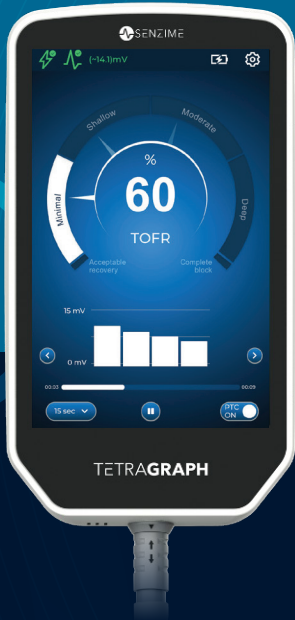 SENZIME
(~14.1)mV
Shallow
Moderate
Minimal
Deep
%
60
TOFR
Acceptable
recovery
Complete
block
15 mV
0 mV
00:03
00:09
15 sec
PTC
ON
TETRAGRAPH